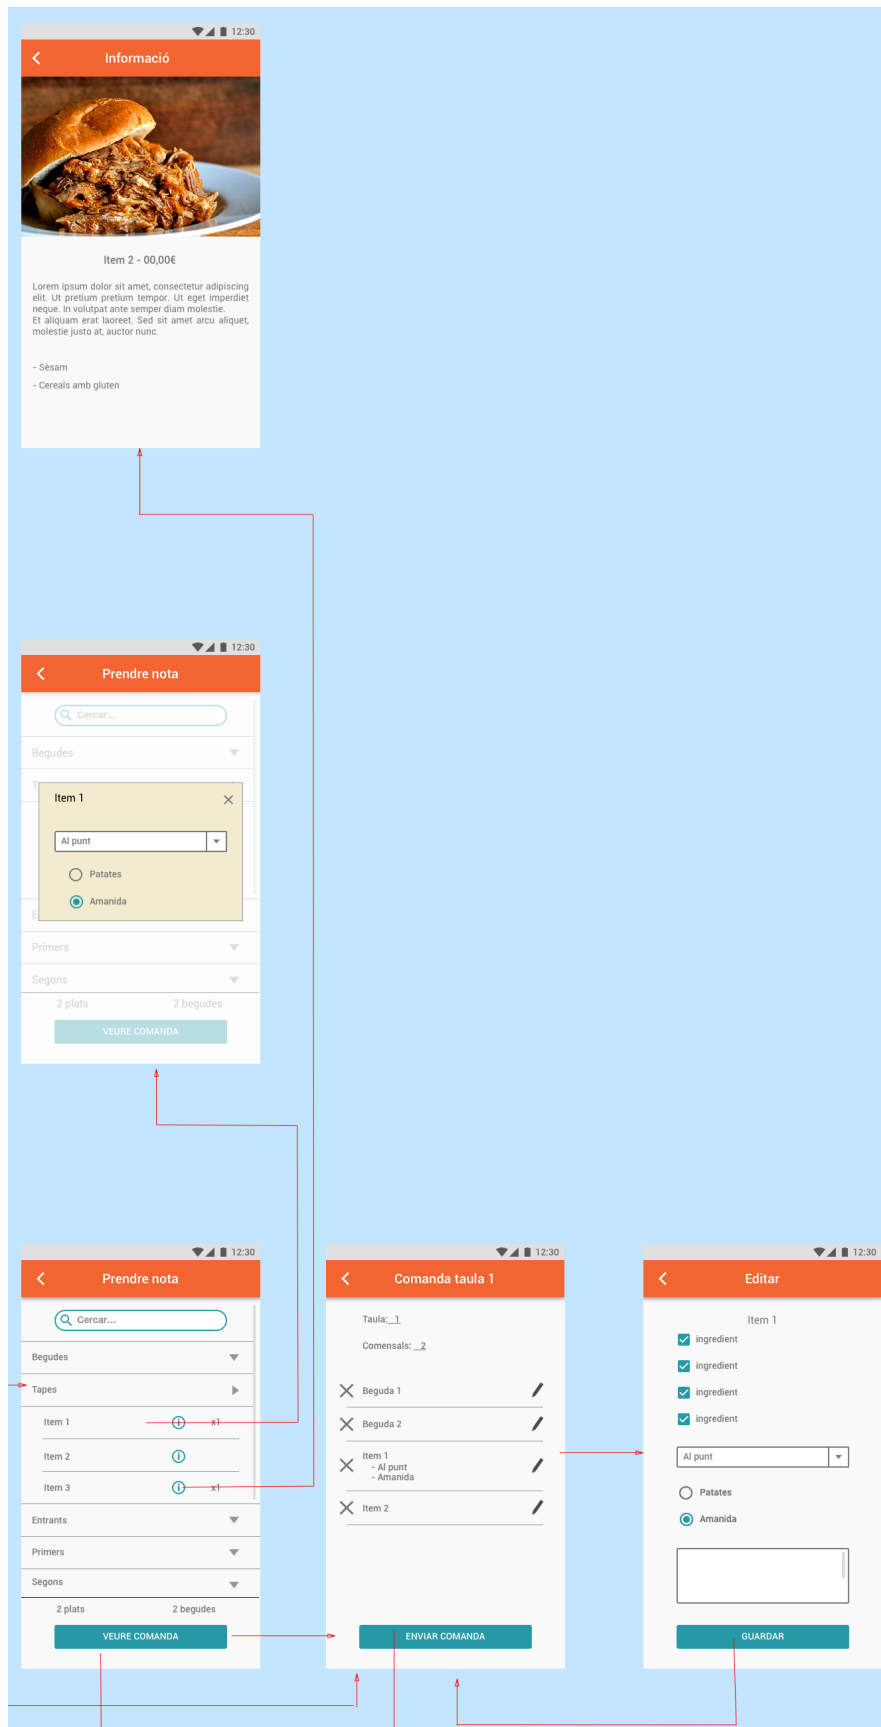 12:30
Informació
Item 2 - 00,00€
Lorem ipsum dolor sit amet, consectetur adipiscing
elit. Ut pretium pretium tempor. Ut eget imperdiet
neque. In volutpat ante semper diam molestie.
Et aliquam erat laoreet. Sed sit amet arcu aliquet,
molestie justo at, auctor nunc.
- Sèsam
- Cereals amb gluten
12:30
Prendre nota
Cercar...
Begudes
T
Item 1
Al punt
Patates
Amanida
E
Primers
Segons
2 plats 2 begudes
VEURE COMANDA
12:30
Prendre nota
Cercar...
Begudes
Tapes
Item 1 x1
Item 2
Item 3 x1
Entrants
Primers
Segons
2 plats 2 begudes
VEURE COMANDA
12:30
Comanda taula 1
Taula:_1_
Comensals: _2
Beguda 1
Beguda 2
Item 1
- Al punt
- Amanida
Item 2
ENVIAR COMANDA
12:30
Editar
Item 1
ingredient
ingredient
ingredient
ingredient
Al punt
Patates
Amanida
GUARDAR